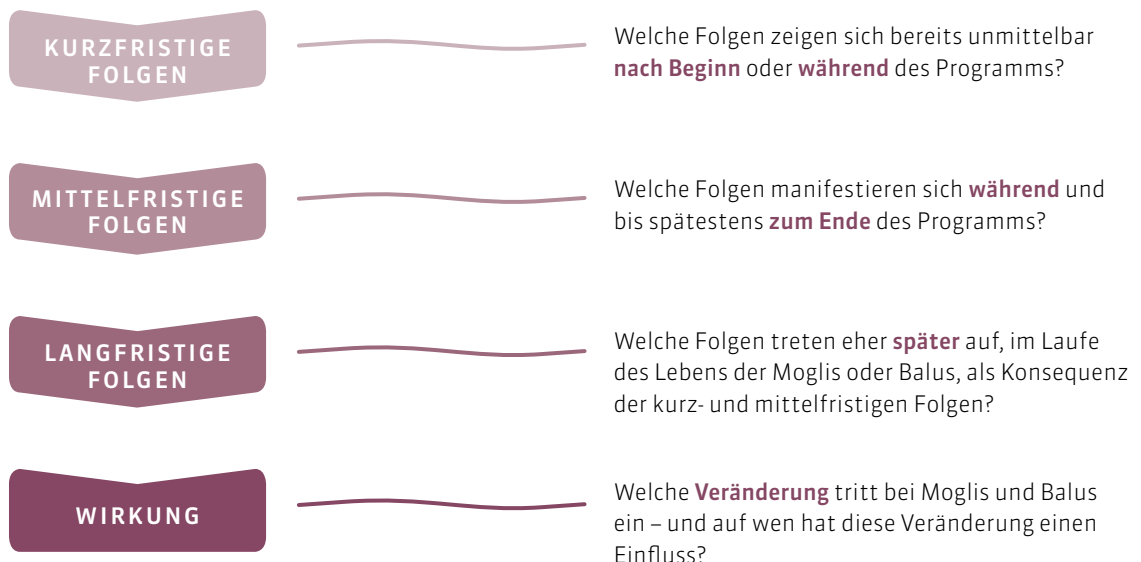 KURZFRISTIGE
FOLGEN
Welche Folgen zeigen sich bereits unmittelbar
nach Beginn oder während des Programms?
MITTELFRISTIGE
FOLGEN
Welche Folgen manifestieren sich während und
bis spätestens zum Ende des Programms?
LANGFRISTIGE
FOLGEN
Welche Folgen treten eher später auf, im Laufe
des Lebens der Moglis oder Balus, als Konsequenz
der kurz- und mittelfristigen Folgen?
WIRKUNG
Welche Veränderung tritt bei Moglis und Balus
ein – und auf wen hat diese Veränderung einen
Einfluss?